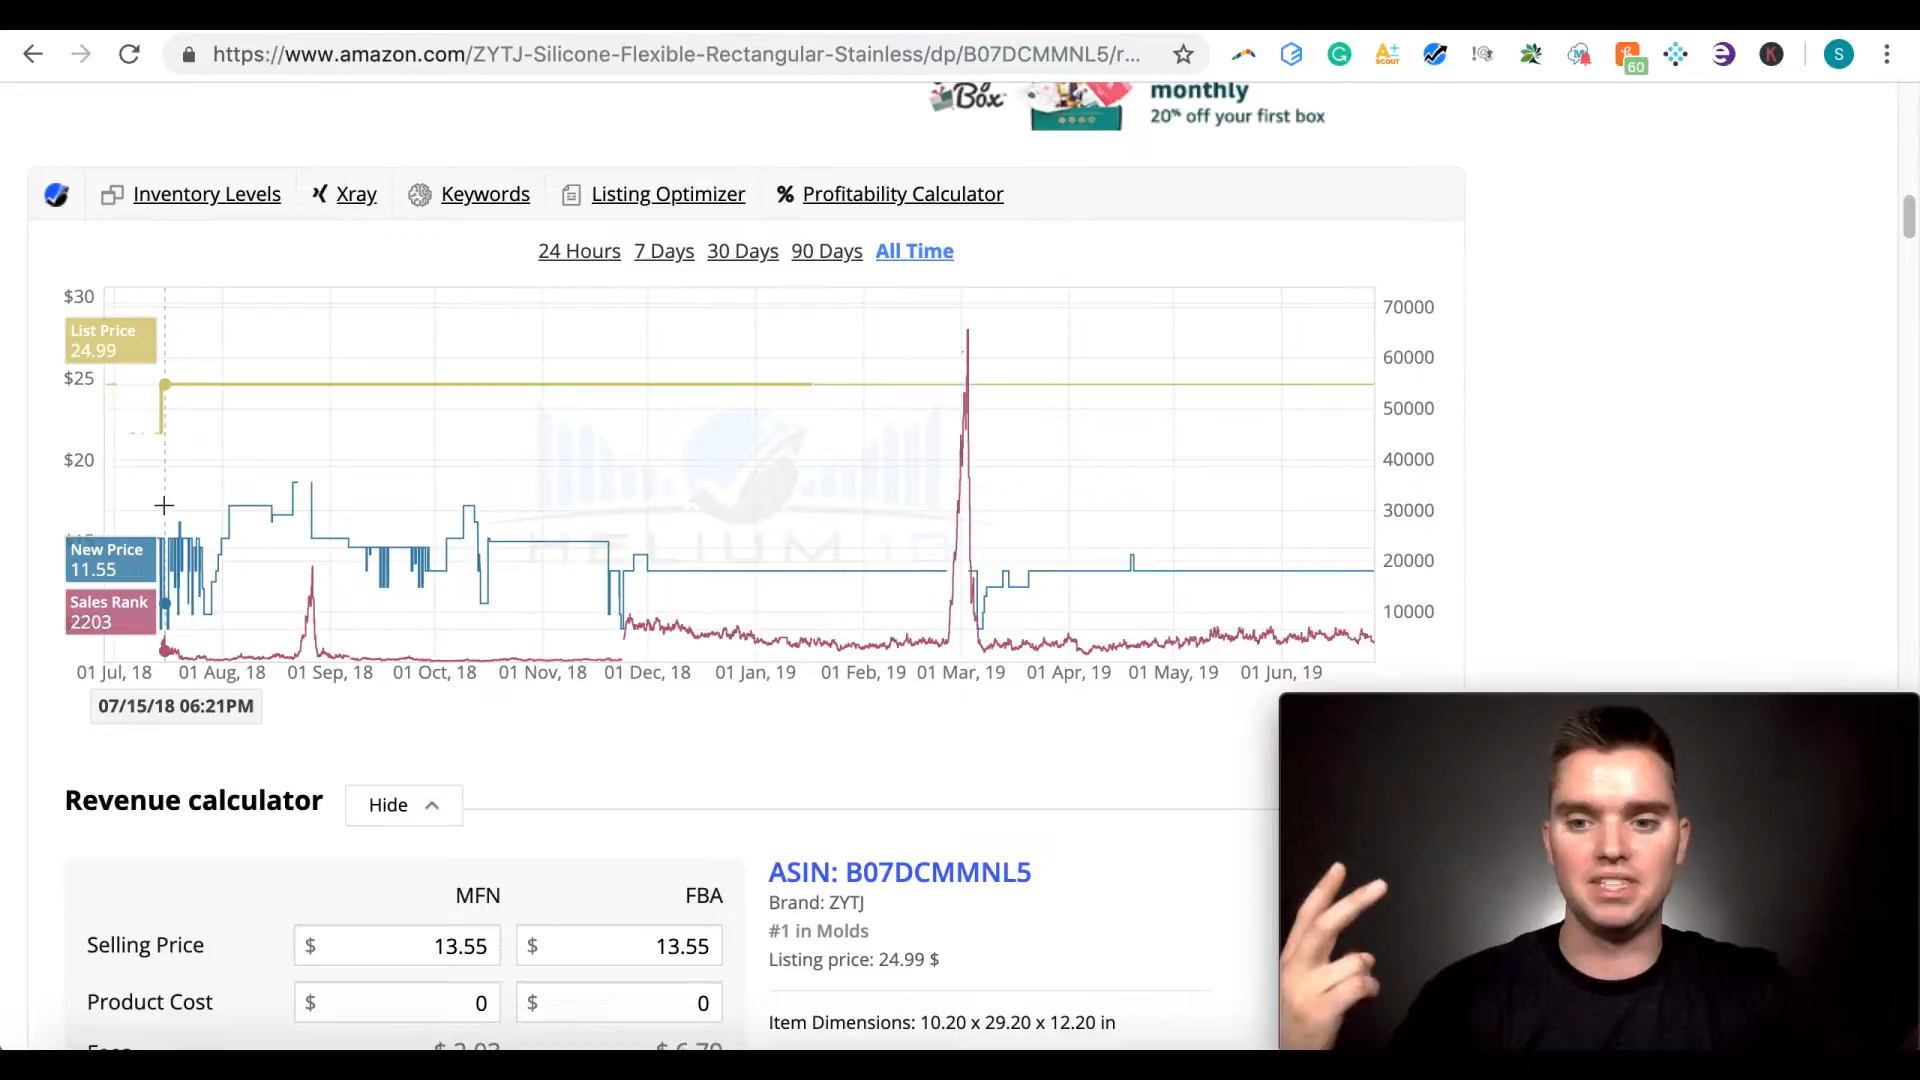 https://www.amazon.com/ZYTJ-Silicone-Flexible-Rectangular-Stainless/dp/B07DCMMNL5/r...
A+
SCOUT
60
S
K
Box
monthly
20% off your first box
Inventory Levels
Xray
Keywords
Listing Optimizer
% Profitability Calculator
24 Hours 7 Days 30 Days 90 Days All Time
$30
70000
List Price
24.99
60000
$25
50000
$20
40000
30000
HELIUM 10
New Price
11.55
20000
Sales Rank
2203
10000
01 Jul, 18 01 Aug, 18 01 Sep, 18 01 Oct, 18 01 Nov, 18 01 Dec, 18 01 Jan, 19 01 Feb, 19 01 Mar, 19 01 Apr, 19 01 May, 19 01 Jun, 19
07/15/18 06:21PM
Revenue calculator
Hide
MFN FBA
Selling Price $ 13.55 $ 13.55
Product Cost $ 0 $ 0
ASIN: B07DCMMNL5
Brand: ZYTJ
#1 in Molds
Listing price: 24.99 $
Item Dimensions: 10.20 x 29.20 x 12.20 in